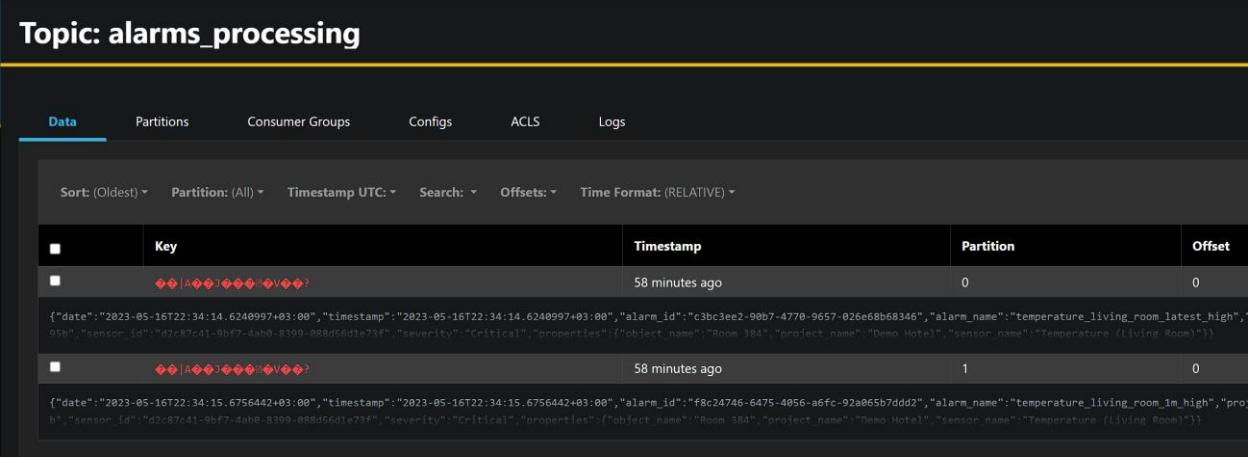 Topic: alarms_processing
Data Partitions Consumer Groups Configs ACLS Logs
Sort: (Oldest) Partition: (All) Timestamp UTC: Search: Offsets: Time Format: (RELATIVE)
Key Timestamp Partition Offset
��|A��J���⍰�V��? 58 minutes ago 0 0
{"date":"2023-05-16T22:34:14.6240997+03:00","timestamp":"2023-05-16T22:34:14.6240997+03:00","alarm_id":"c3bc3ee2-90b7-4770-9657-026e68b68346","alarm_name":"temperature_living_room_latest_high","
95b","sensor_id":"d2c87c41-9bf7-4ab0-8399-088d56d1e73f","severity":"Critical","properties":{"object_name":"Room 384","project_name":"Demo Hotel","sensor_name":"Temperature (Living Room)"}}
��|A��J���⍰�V��? 58 minutes ago 1 0
{"date":"2023-05-16T22:34:15.6756442+03:00","timestamp":"2023-05-16T22:34:15.6756442+03:00","alarm_id":"f8c24746-6475-4056-a6fc-92a065b7ddd2","alarm_name":"temperature_living_room_1m_high","proj
b","sensor_id":"d2c87c41-9bf7-4ab0-8399-088d56d1e73f","severity":"Critical","properties":{"object_name":"Room 384","project_name":"Demo Hotel","sensor_name":"Temperature (Living Room)"}}